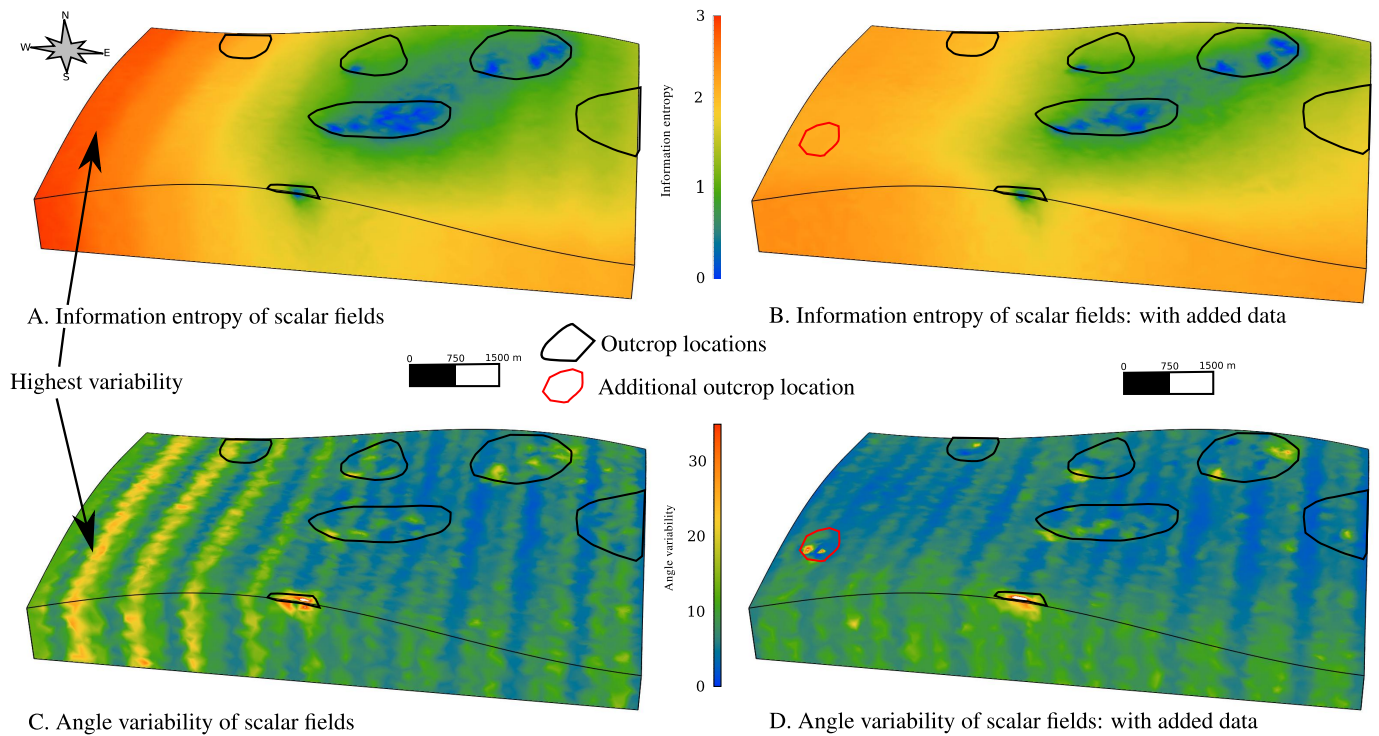 N
W
E
S
3
2
1
0
Information entropy
A. Information entropy of scalar fields
B. Information entropy of scalar fields: with added data
Outcrop locations
Additional outcrop location
0 750 1500 m
0 750 1500 m
Highest variability
30
20
10
0
Angle variability
C. Angle variability of scalar fields
D. Angle variability of scalar fields: with added data